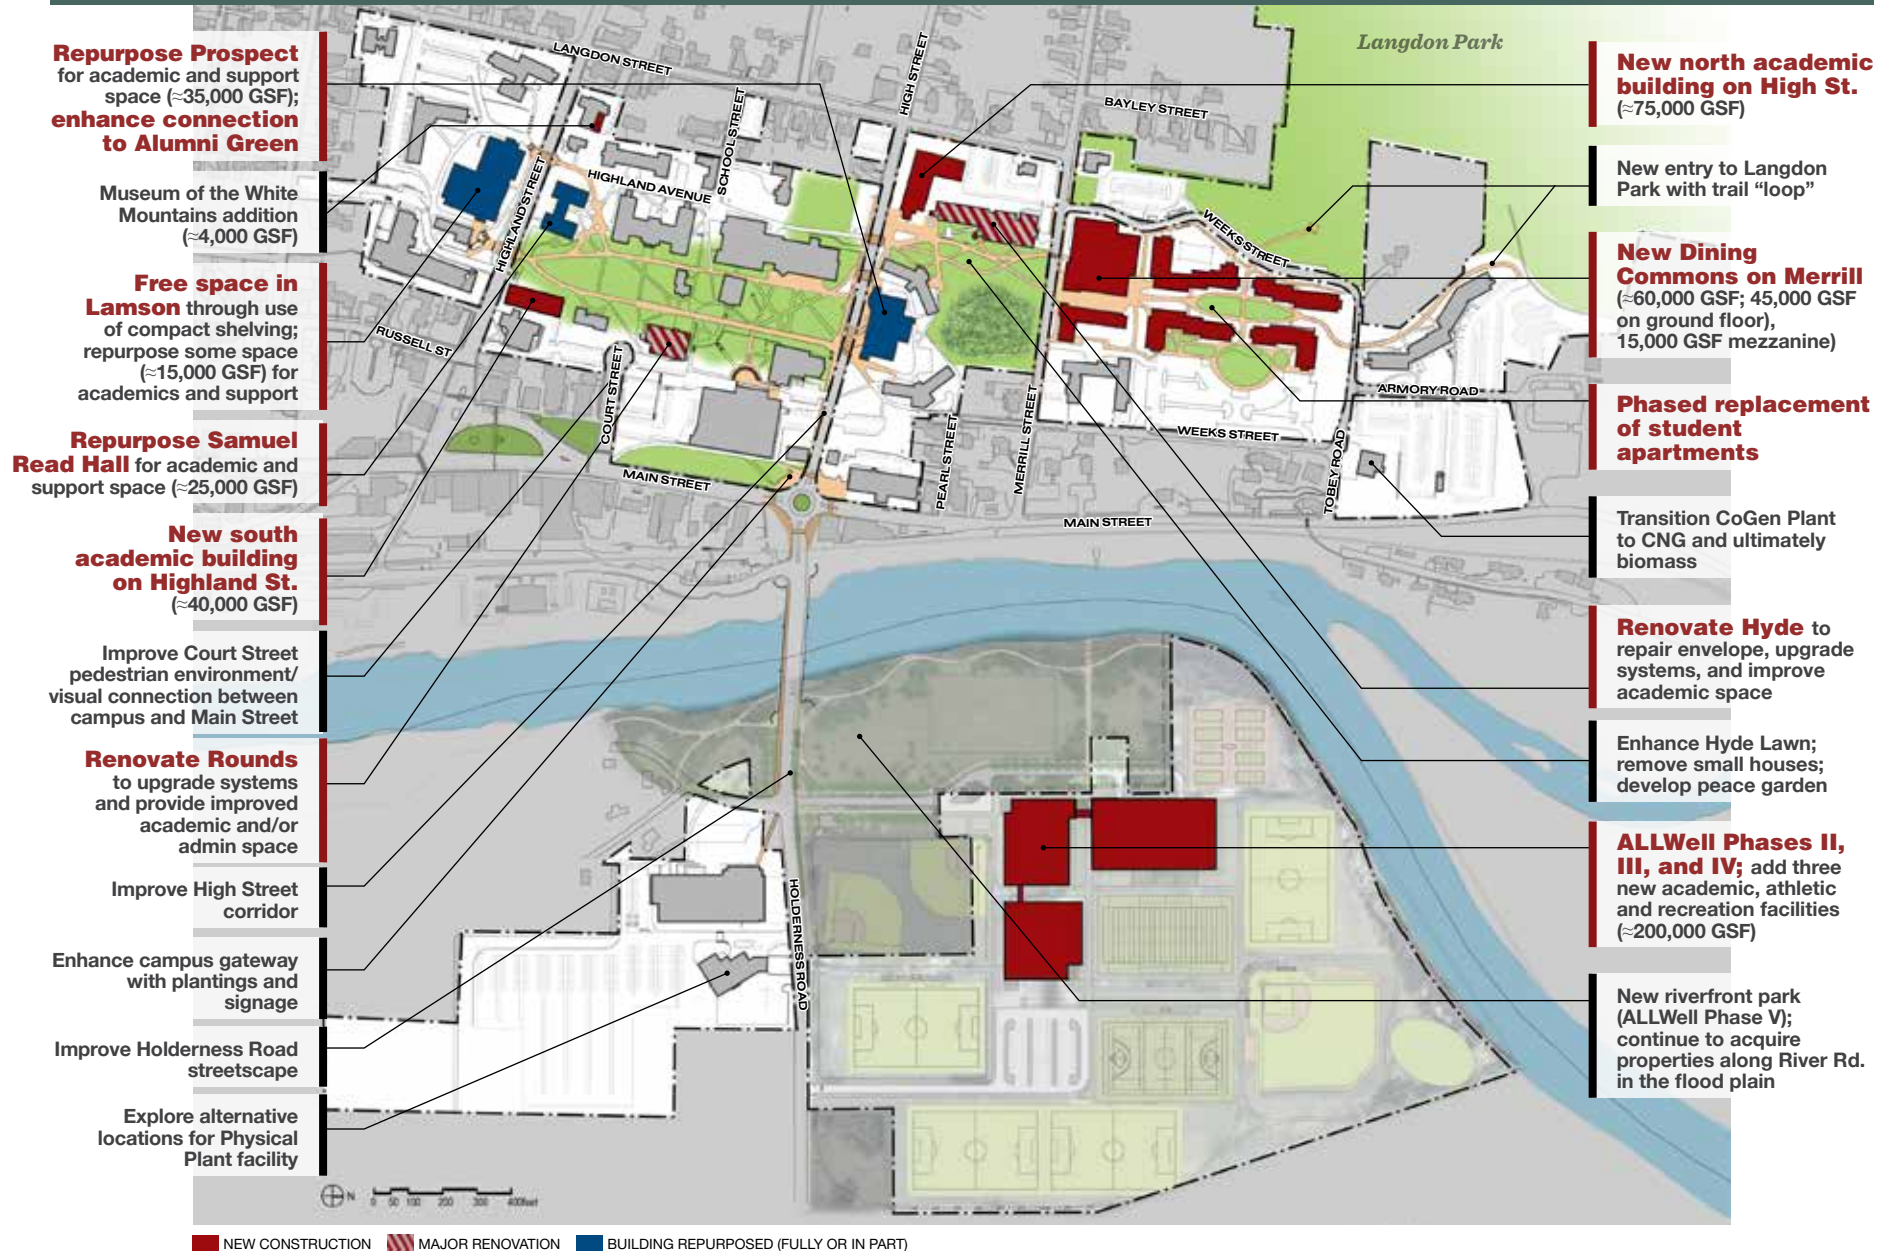 Repurpose Prospect
for academic and support
space (≈35,000 GSF);
enhance connection
to Alumni Green
Museum of the White
Mountains addition
(≈4,000 GSF)
Free space in
Lamson through use
of compact shelving;
repurpose some space
(≈15,000 GSF) for
academics and support
Repurpose Samuel
Read Hall for academic and
support space (≈25,000 GSF)
New south
academic building
on Highland St.
(≈40,000 GSF)
Improve Court Street
pedestrian environment/
visual connection between
campus and Main Street
Renovate Rounds
to upgrade systems
and provide improved
academic and/or
admin space
Improve High Street
corridor
Enhance campus gateway
with plantings and
signage
Improve Holderness Road
streetscape
Explore alternative
locations for Physical
Plant facility
LANGDON STREET
HIGH STREET
Langdon Park
BAYLEY STREET
SCHOOL STREET
HIGHLAND AVENUE
HIGHLAND STREET
WEEKS STREET
RUSSELL ST
COURT STREET
MAIN STREET
PEARL STREET
MERRILL STREET
WEEKS STREET
ARMORY ROAD
TOBEY ROAD
MAIN STREET
HOLDERNESS ROAD
New north academic
building on High St.
(≈75,000 GSF)
New entry to Langdon
Park with trail “loop”
New Dining
Commons on Merrill
(≈60,000 GSF; 45,000 GSF
on ground floor),
15,000 GSF mezzanine)
Phased replacement
of student
apartments
Transition CoGen Plant
to CNG and ultimately
biomass
Renovate Hyde to
repair envelope, upgrade
systems, and improve
academic space
Enhance Hyde Lawn;
remove small houses;
develop peace garden
ALLWell Phases II,
III, and IV; add three
new academic, athletic
and recreation facilities
(≈200,000 GSF)
New riverfront park
(ALLWell Phase V);
continue to acquire
properties along River Rd.
in the flood plain
N
0 50 100 200 300 400feet
NEW CONSTRUCTION MAJOR RENOVATION BUILDING REPURPOSED (FULLY OR IN PART)